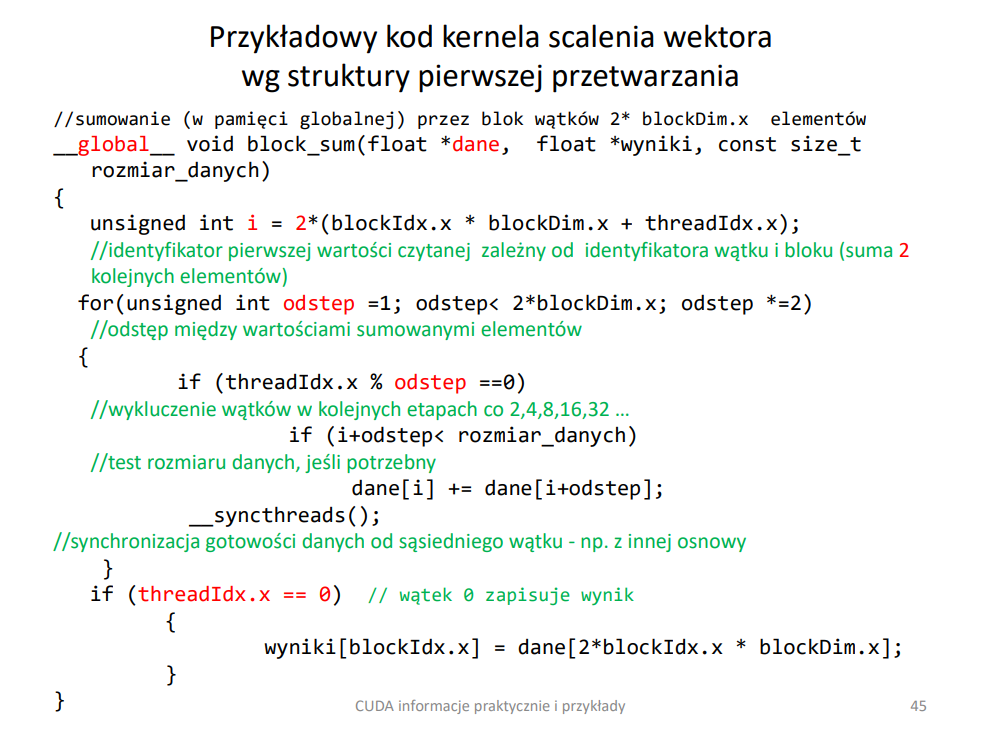 Przykładowy kod kernela scalenia wektora
wg struktury pierwszej przetwarzania
//sumowanie (w pamięci globalnej) przez blok wątków 2* blockDim.x elementów
__global__ void block_sum(float *dane, float *wyniki, const size_t
rozmiar_danych)
{
unsigned int i = 2*(blockIdx.x * blockDim.x + threadIdx.x);
//identyfikator pierwszej wartości czytanej zależny od identyfikatora wątku i bloku (suma 2
kolejnych elementów)
for(unsigned int odstep =1; odstep< 2*blockDim.x; odstep *=2)
//odstęp między wartościami sumowanymi elementów
{
if (threadIdx.x % odstep ==0)
//wykluczenie wątków w kolejnych etapach co 2,4,8,16,32 …
if (i+odstep< rozmiar_danych)
//test rozmiaru danych, jeśli potrzebny
dane[i] += dane[i+odstep];
__syncthreads();
//synchronizacja gotowości danych od sąsiedniego wątku - np. z innej osnowy
}
if (threadIdx.x == 0) // wątek 0 zapisuje wynik
{
wyniki[blockIdx.x] = dane[2*blockIdx.x * blockDim.x];
}
}
CUDA informacje praktycznie i przykłady
45